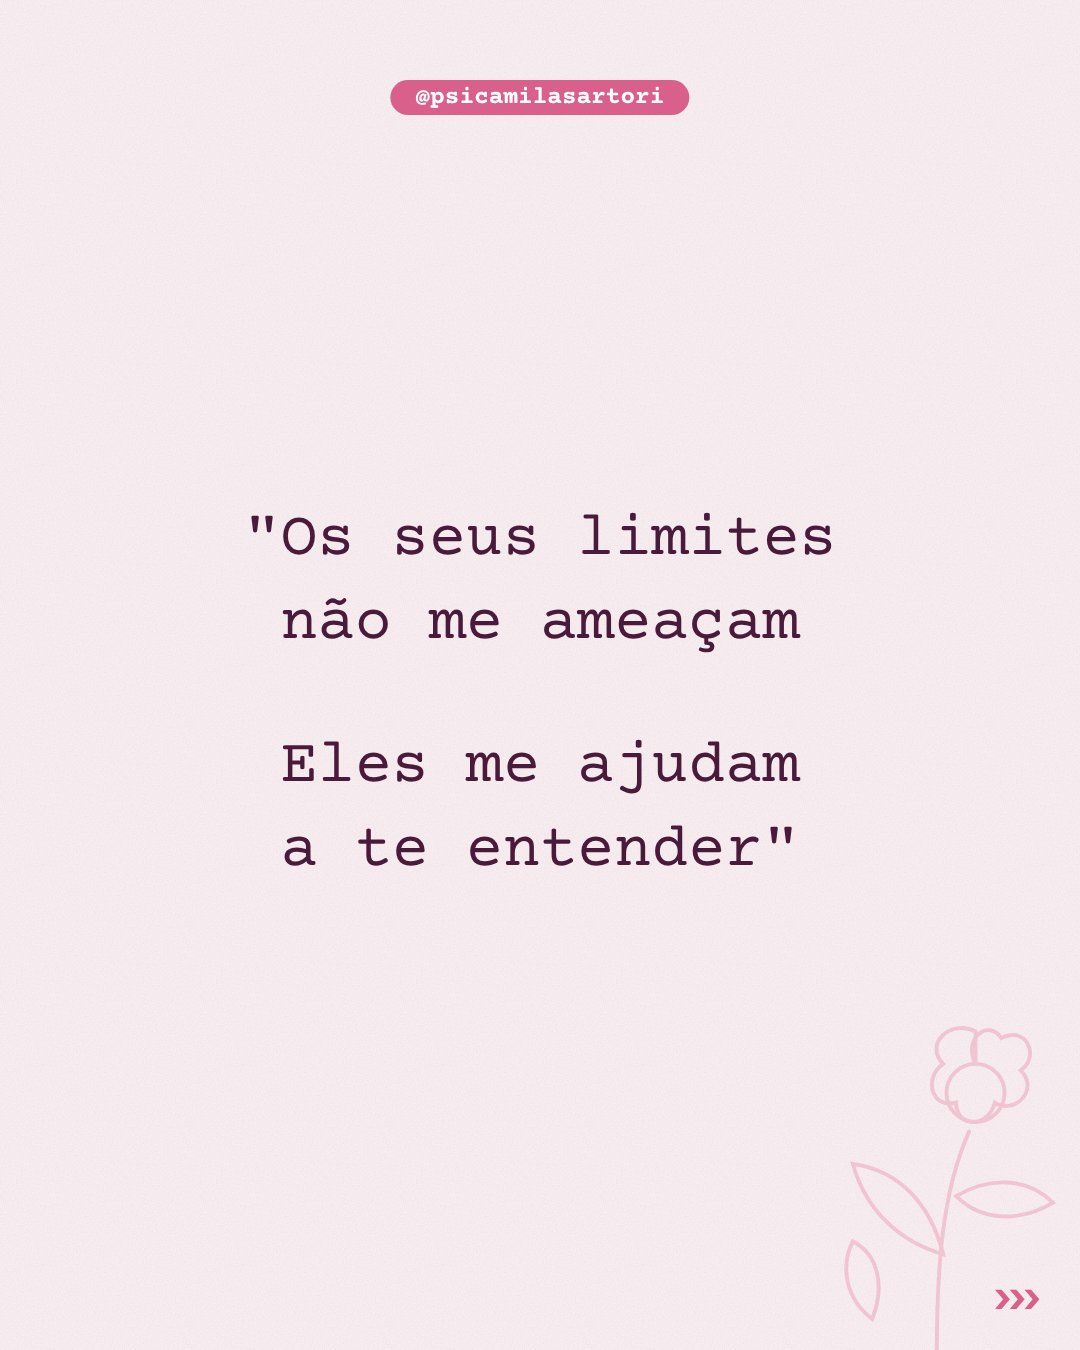 @psicamilasartori
"Os seus limites
não me ameaçam
Eles me ajudam
a te entender"